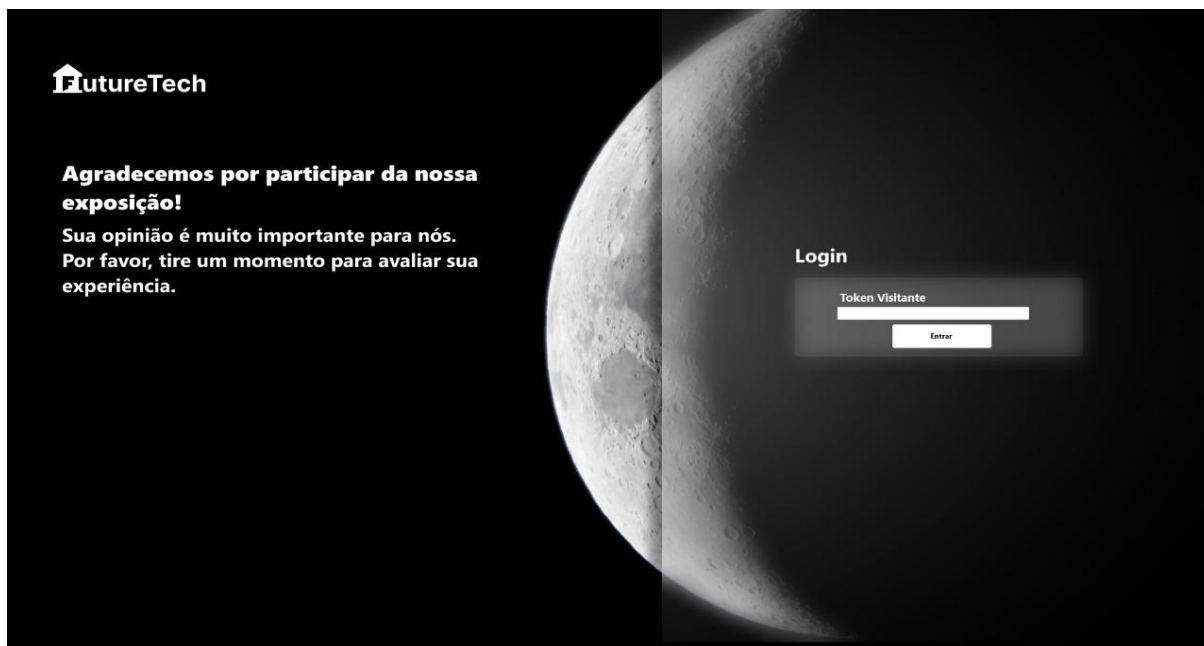 FutureTech
Agradecemos por participar da nossa
exposição!
Sua opinião é muito importante para nós.
Por favor, tire um momento para avaliar sua
experiência.
Login
Token Visitante
Entrar